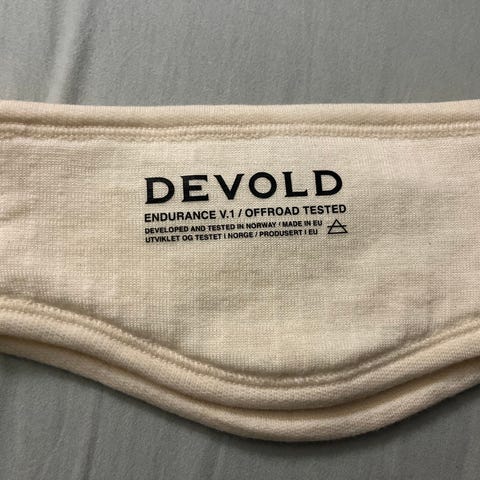 DEVOLD
ENDURANCE V.1 / OFFROAD TESTED
DEVELOPED AND TESTED IN NORWAY / MADE IN EU
UTVIKLET OG TESTET I NORGE / PRODUSERT I EU